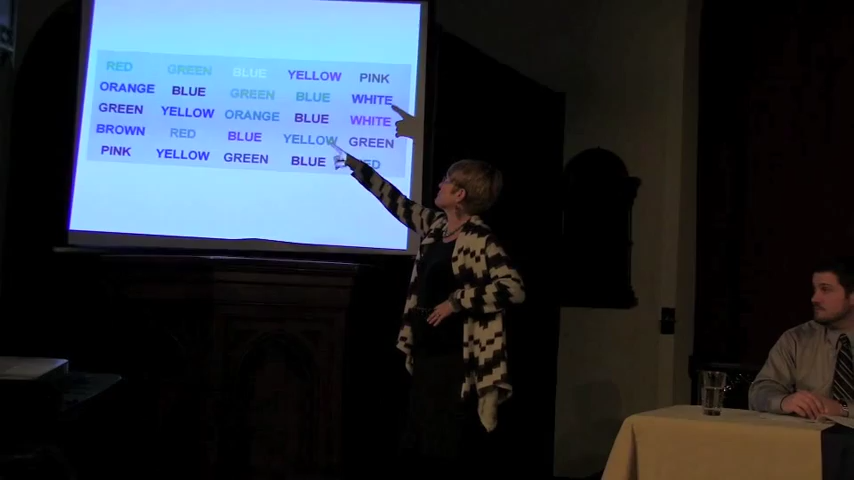 RED GREEN BLUE YELLOW PINK
ORANGE BLUE GREEN BLUE WHITE
GREEN YELLOW ORANGE BLUE WHITE
BROWN RED BLUE YELLOW GREEN
PINK YELLOW GREEN BLUE RED